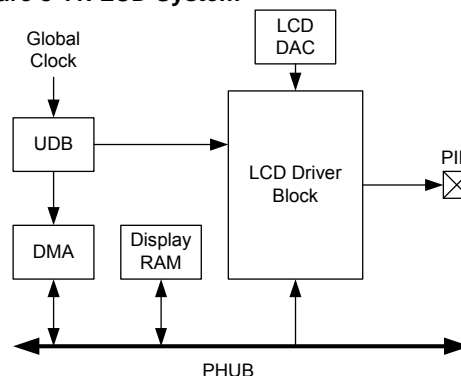 LCD System
Global
Clock
LCD
DAC
UDB
LCD Driver
Block
DMA
Display
RAM
PHUB